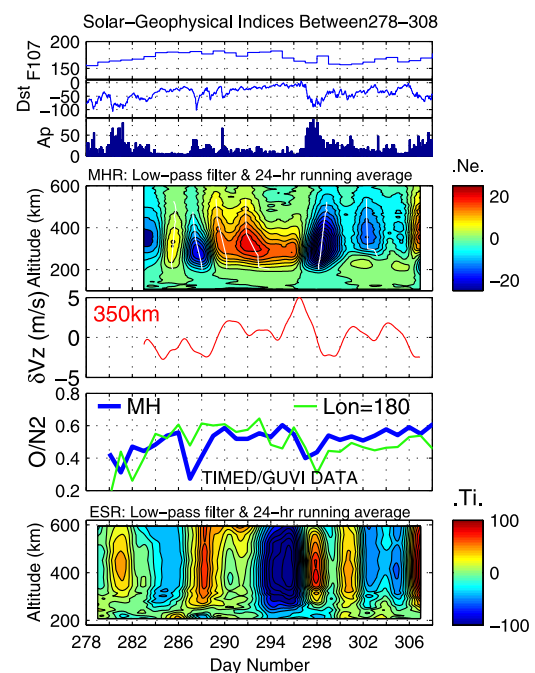 Solar-Geophysical Indices Between278-308
200
150
F107
0
-50
-100
Dst
50
0
Ap
MHR: Low-pass filter & 24-hr running average
600
400
200
Altitude (km)
.Ne.
20
0
-20
350km
5
0
-5
δVz (m/s)
MH
Lon=180
0.8
0.6
0.4
0.2
O/N2
TIMED/GUVI DATA
ESR: Low-pass filter & 24-hr running average
600
400
200
Altitude (km)
.Ti.
100
0
-100
278 282 286 290 294 298 302 306
Day Number